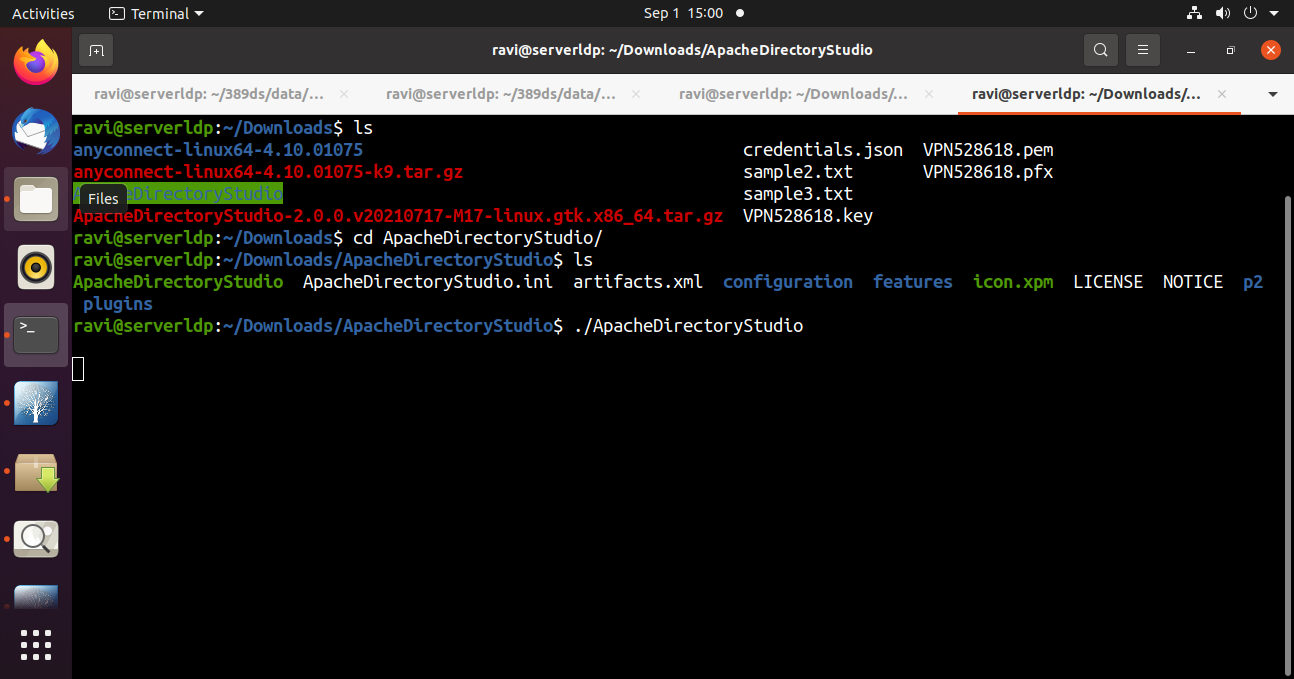 Activities Terminal Sep 1 15:00
ravi@serverldp: ~/Downloads/ApacheDirectoryStudio
ravi@serverldp: ~/389ds/data/... ravi@serverldp: ~/389ds/data/... ravi@serverldp: ~/Downloads/... ravi@serverldp: ~/Downloads/...
ravi@serverldp:~/Downloads$ ls
anyconnect-linux64-4.10.01075 credentials.json VPN528618.pem
anyconnect-linux64-4.10.01075-k9.tar.gz sample2.txt VPN528618.pfx
ApacheDirectoryStudio sample3.txt
Files
ApacheDirectoryStudio-2.0.0.v20210717-M17-linux.gtk.x86_64.tar.gz VPN528618.key
ravi@serverldp:~/Downloads$ cd ApacheDirectoryStudio/
ravi@serverldp:~/Downloads/ApacheDirectoryStudio$ ls
ApacheDirectoryStudio ApacheDirectoryStudio.ini artifacts.xml configuration features icon.xpm LICENSE NOTICE p2
plugins
ravi@serverldp:~/Downloads/ApacheDirectoryStudio$ ./ApacheDirectoryStudio